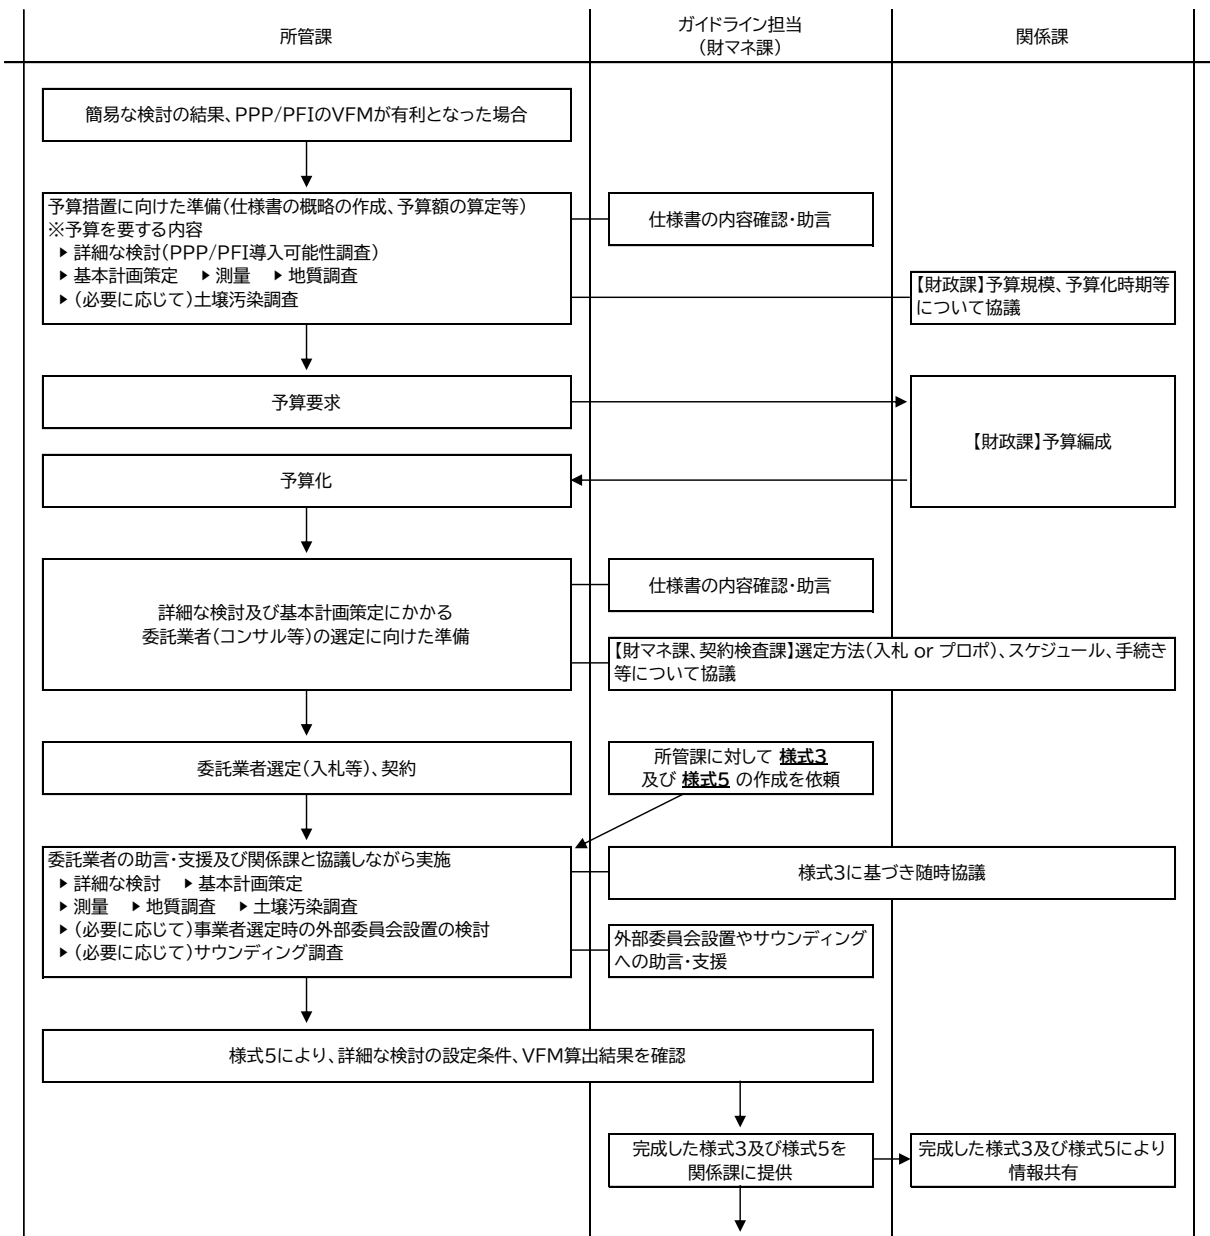 所管課
ガイドライン担当
（財マネ課）
関係課
簡易な検討の結果、PPP/PFIのVFMが有利となった場合
予算措置に向けた準備（仕様書の概略の作成、予算額の算定等）
※予算を要する内容
▶ 詳細な検討（PPP/PFI導入可能性調査）
▶ 基本計画策定　▶ 測量　▶ 地質調査
▶ （必要に応じて）土壌汚染調査
仕様書の内容確認・助言
【財政課】予算規模、予算化時期等
について協議
予算要求
【財政課】予算編成
予算化
詳細な検討及び基本計画策定にかかる
委託業者（コンサル等）の選定に向けた準備
仕様書の内容確認・助言
【財マネ課、契約検査課】選定方法（入札 or プロポ）、スケジュール、手続き
等について協議
委託業者選定（入札等）、契約
所管課に対して 様式3
及び 様式5 の作成を依頼
委託業者の助言・支援及び関係課と協議しながら実施
▶ 詳細な検討　▶ 基本計画策定
▶ 測量　▶ 地質調査　▶ 土壌汚染調査
▶ （必要に応じて）事業者選定時の外部委員会設置の検討
▶ （必要に応じて）サウンディング調査
様式3に基づき随時協議
外部委員会設置やサウンディング
への助言・支援
様式5により、詳細な検討の設定条件、VFM算出結果を確認
完成した様式3及び様式5を
関係課に提供
完成した様式3及び様式5により
情報共有